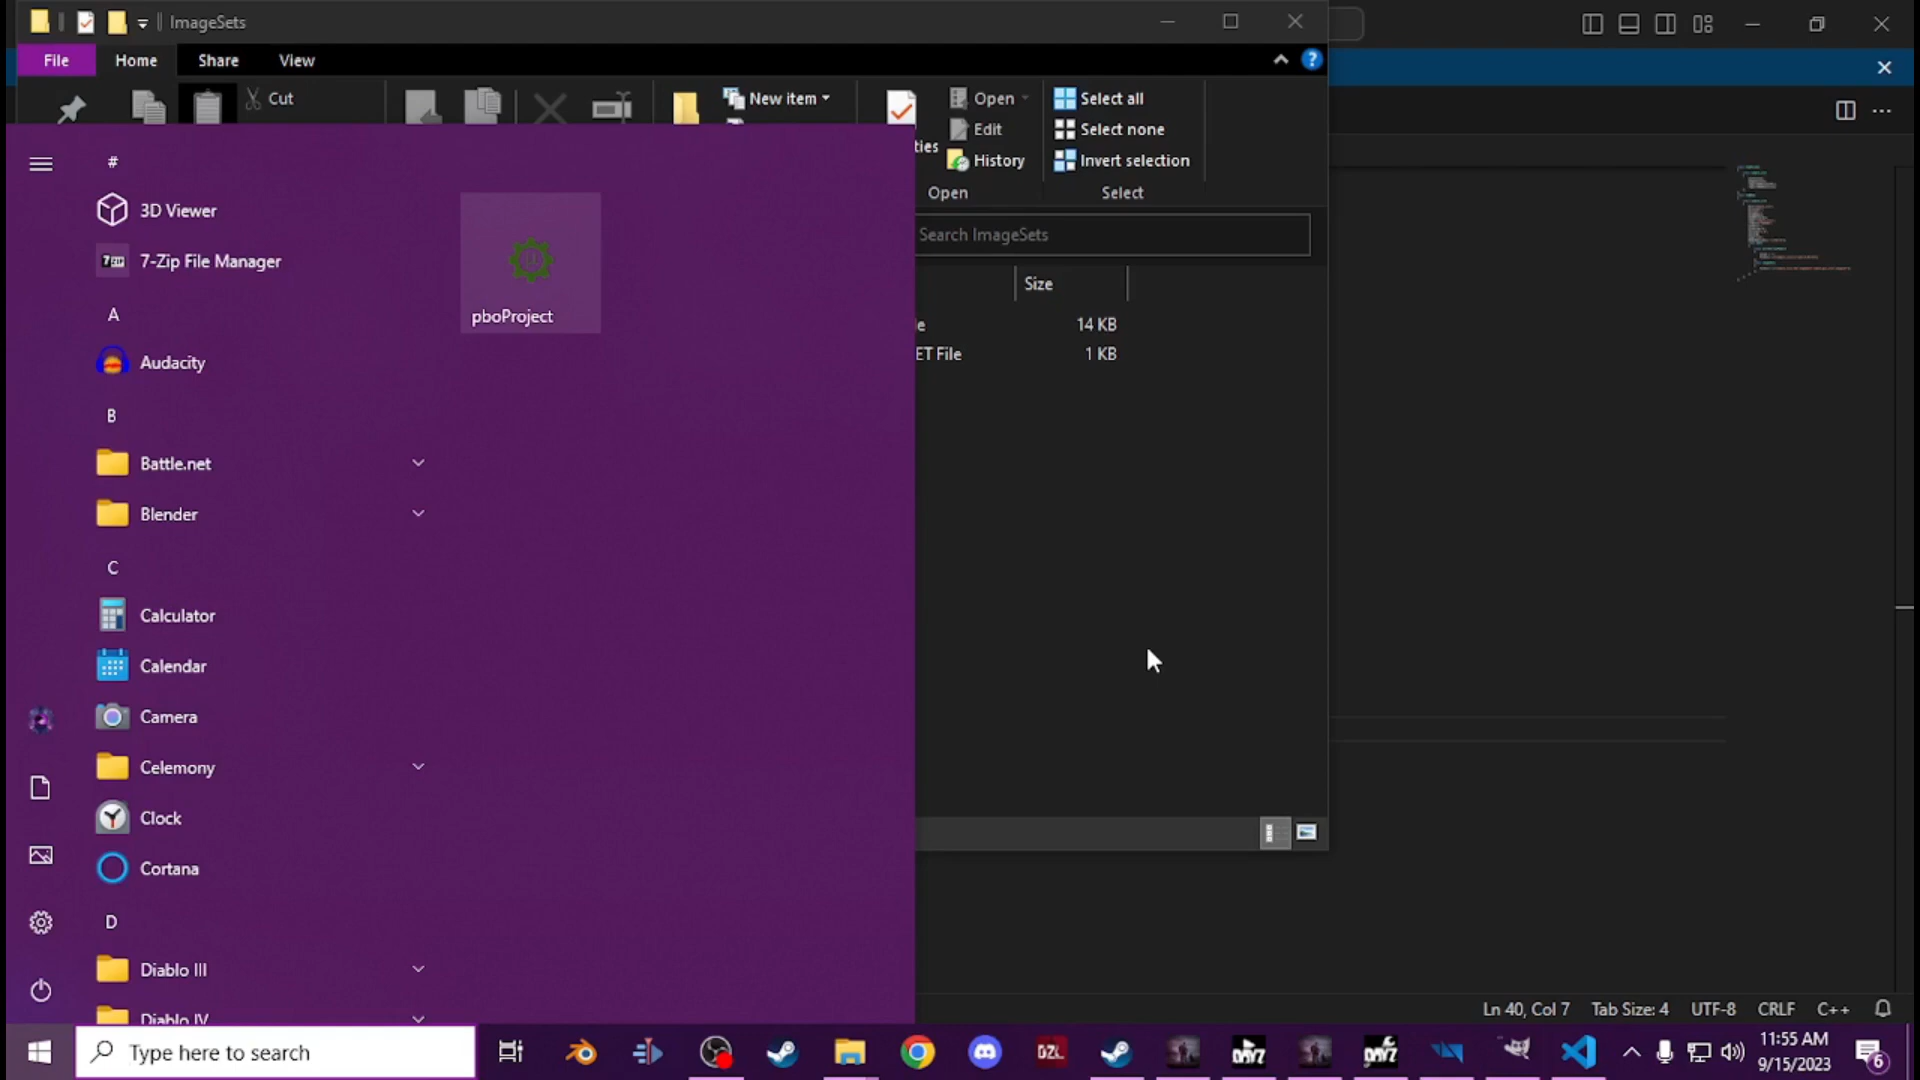 ImageSets
File
Home
Share
View
Cut
New item
Open
Edit
History
Open
Select all
Select none
Invert selection
Select
Search ImageSets
Size
14 KB
ET File
1 KB
#
3D Viewer
7-Zip File Manager
A
Audacity
B
Battle.net
Blender
C
Calculator
Calendar
Camera
Celemony
Clock
Cortana
D
Diablo III
Diablo IV
pboProject
Ln 40, Col 7
Tab Size: 4
UTF-8
CRLF
C++
Type here to search
DZL
11:55 AM
9/15/2023
6